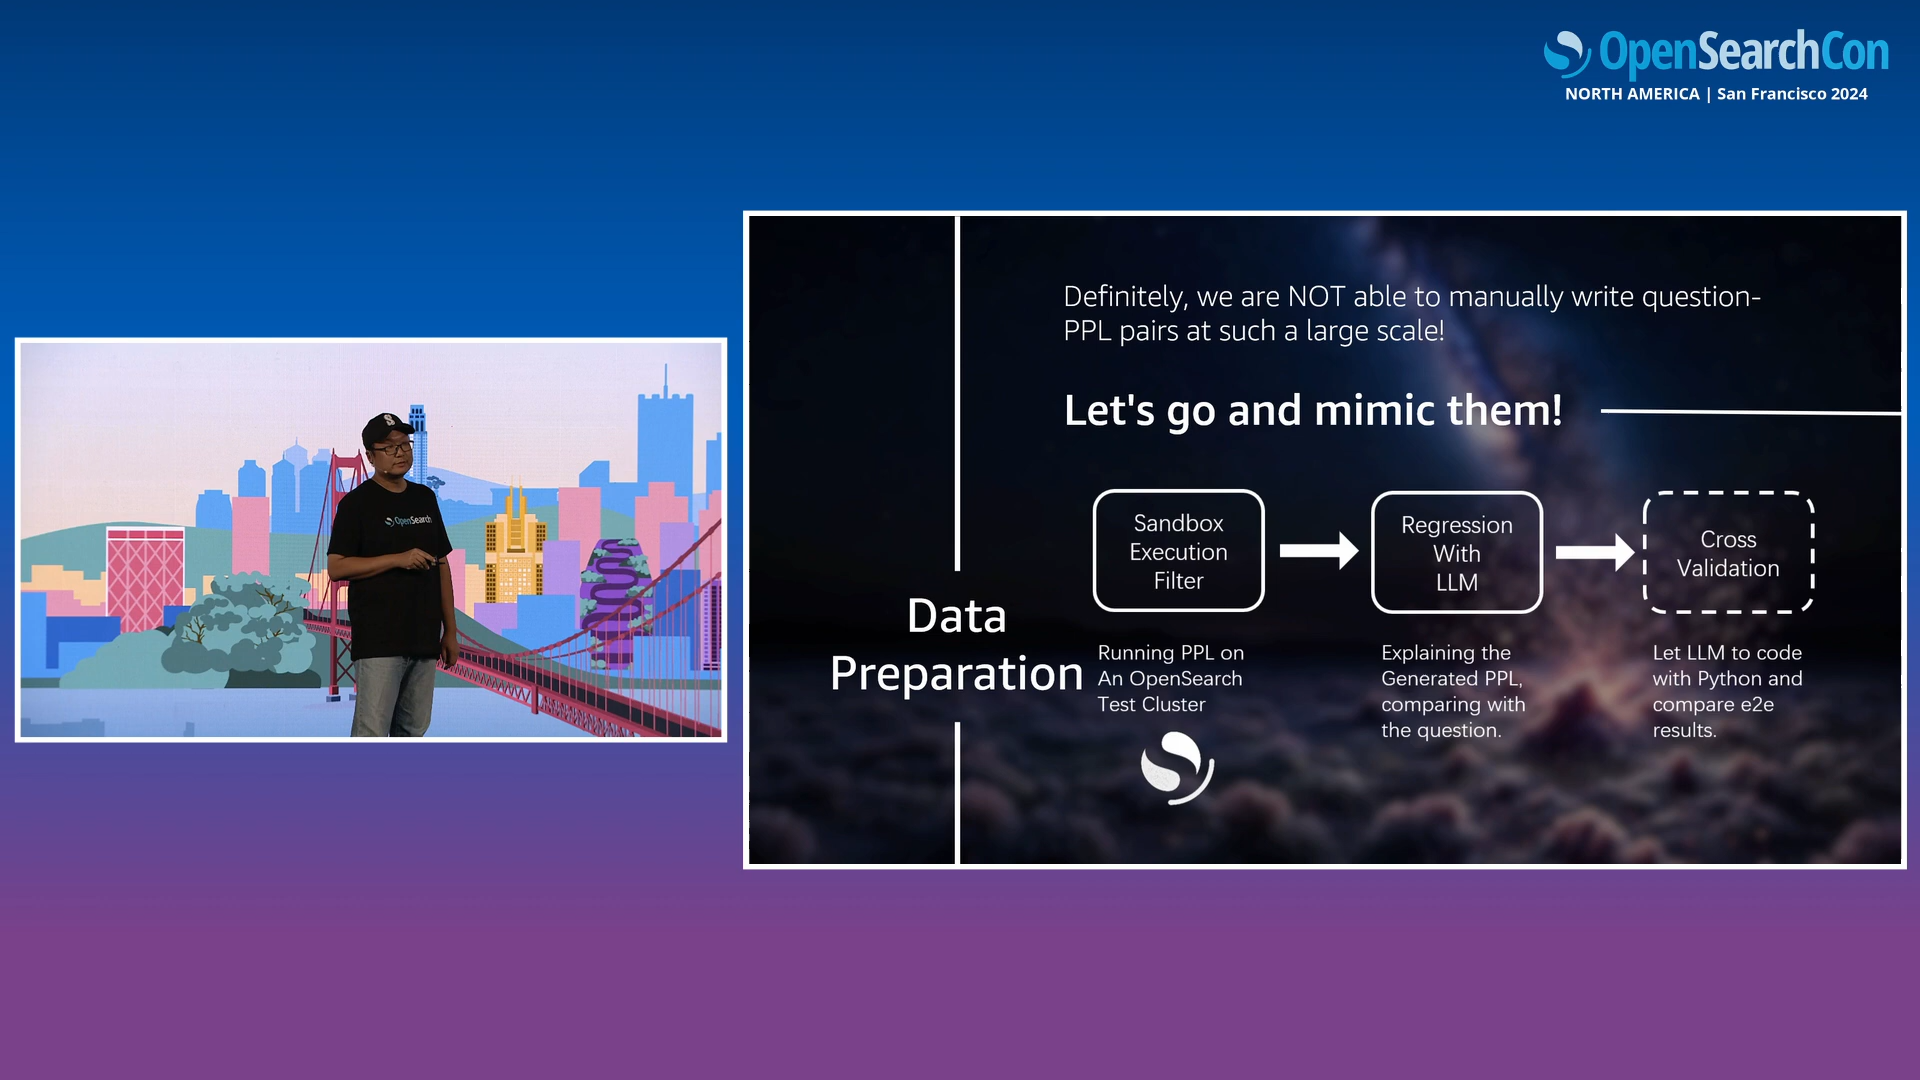 OpenSearchCon
NORTH AMERICA | San Francisco 2024
OpenSearch
Definitely, we are NOT able to manually write question-
PPL pairs at such a large scale!
Let's go and mimic them!
Data
Preparation
Sandbox
Execution
Filter
Regression
With
LLM
Cross
Validation
Running PPL on
An OpenSearch
Test Cluster
Explaining the
Generated PPL,
comparing with
the question.
Let LLM to code
with Python and
compare e2e
results.